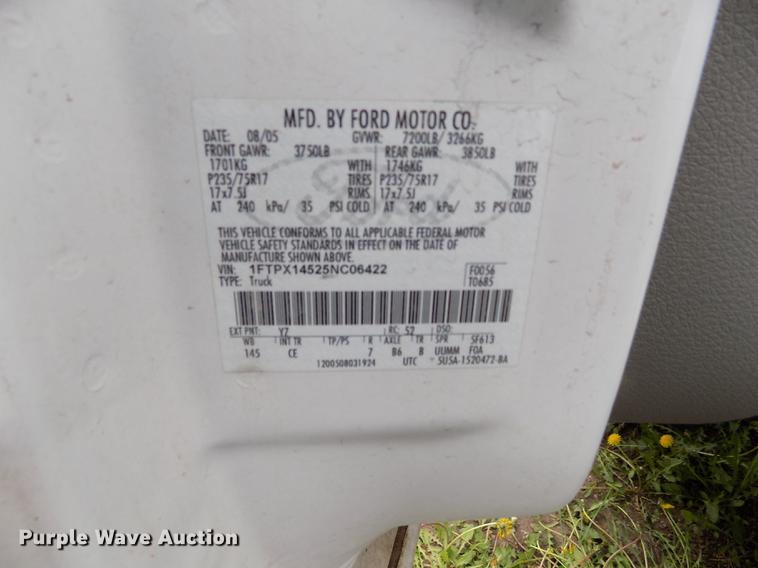 MFD. BY FORD MOTOR CO.
DATE: 08/05 GVWR: 7200LB/ 3266KG
FRONT GAWR: 3750LB REAR GAWR: 3850LB
1701KG WITH 1746KG WITH
P235/75R17 TIRES P235/75R17 TIRES
17x7.5J RIMS 17x7.5J RIMS
AT 240 kPa/ 35 PSI COLD AT 240 kPa/ 35 PSI COLD
THIS VEHICLE CONFORMS TO ALL APPLICABLE FEDERAL MOTOR
VEHICLE SAFETY STANDARDS IN EFFECT ON THE DATE OF
MANUFACTURE SHOWN ABOVE.
VIN: 1FTPX14525NC06422 F0056
TYPE: Truck T0685
EXT PNT: YZ RC: 52 DSO:
WB INT TR TP/PS R AXLE TR SPR 5F613
145 CE 7 B6 B UUMM FOA
1200508031924 UTC 5U5A-1520472-BA
Purple Wave Auction